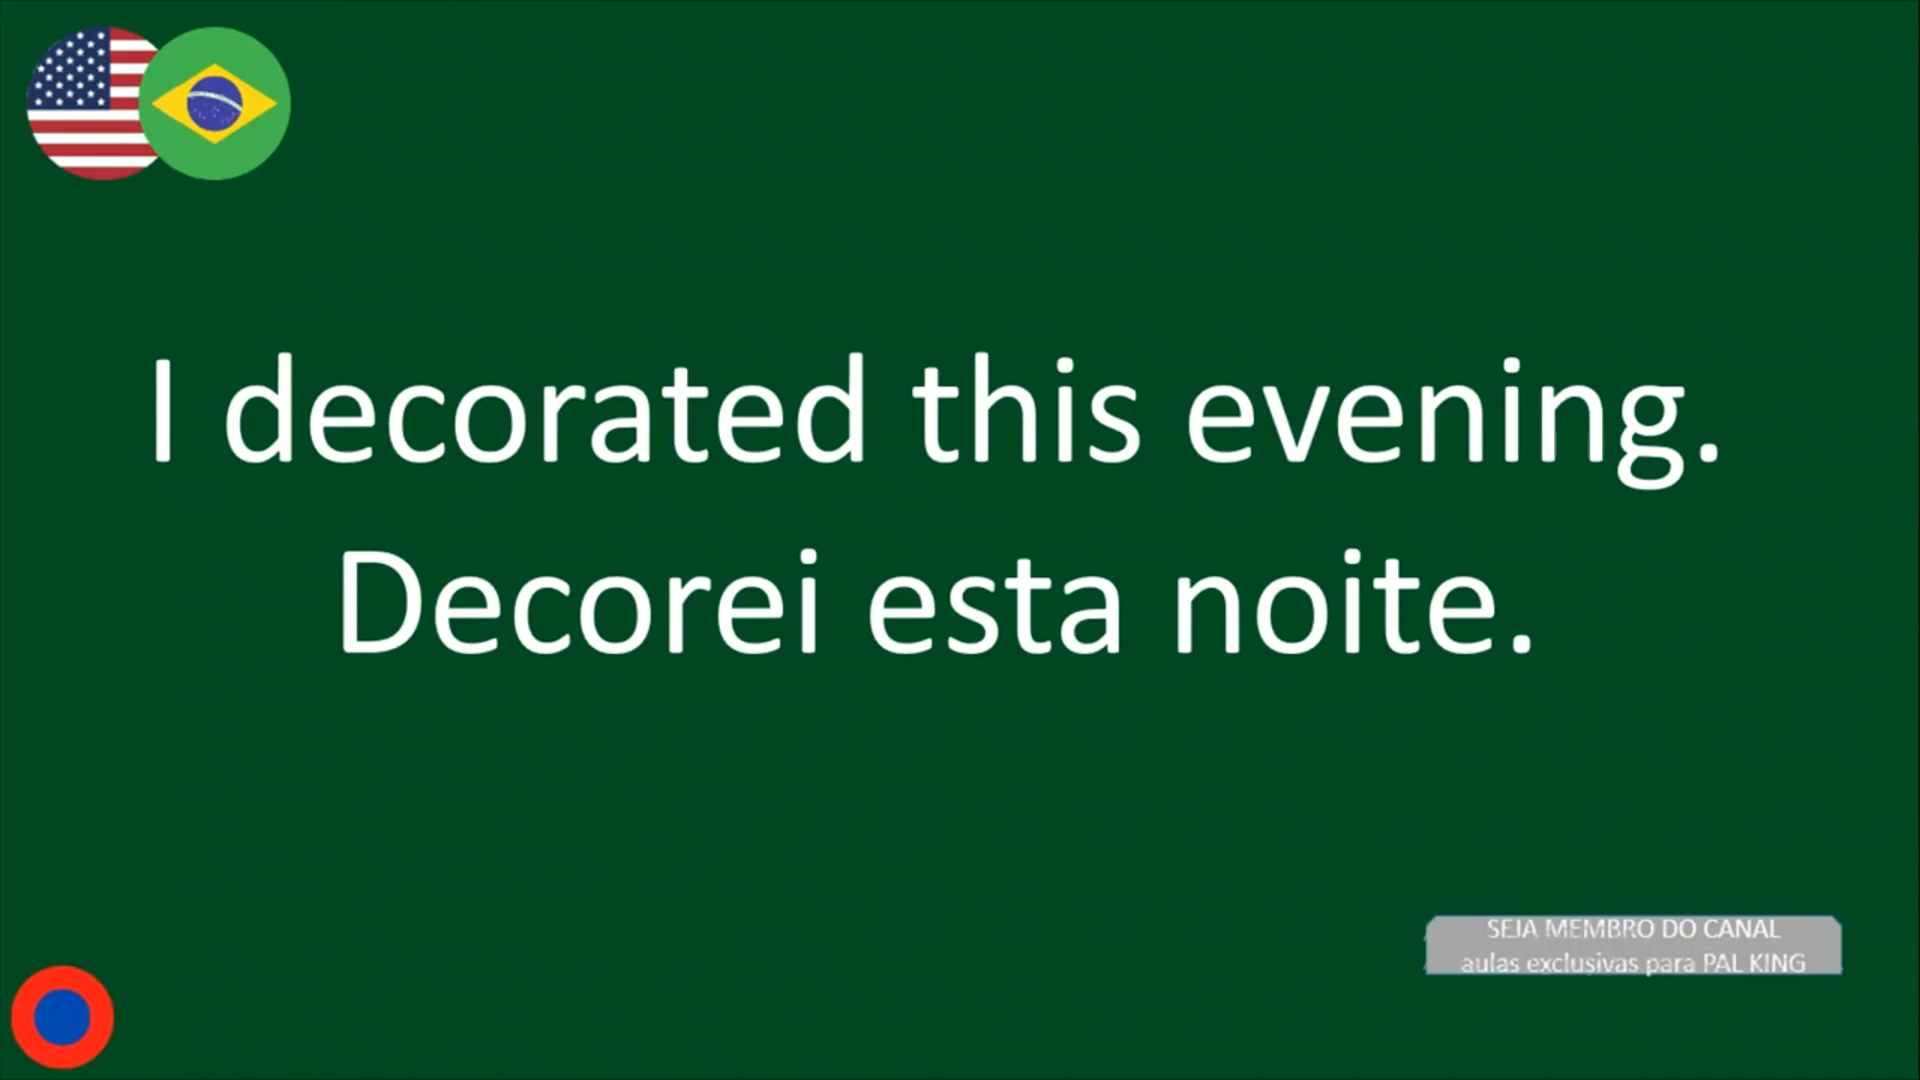 I decorated this evening.
Decorei esta noite.
SEJA MEMBRO DO CANAL
aulas exclusivas para PAL KING